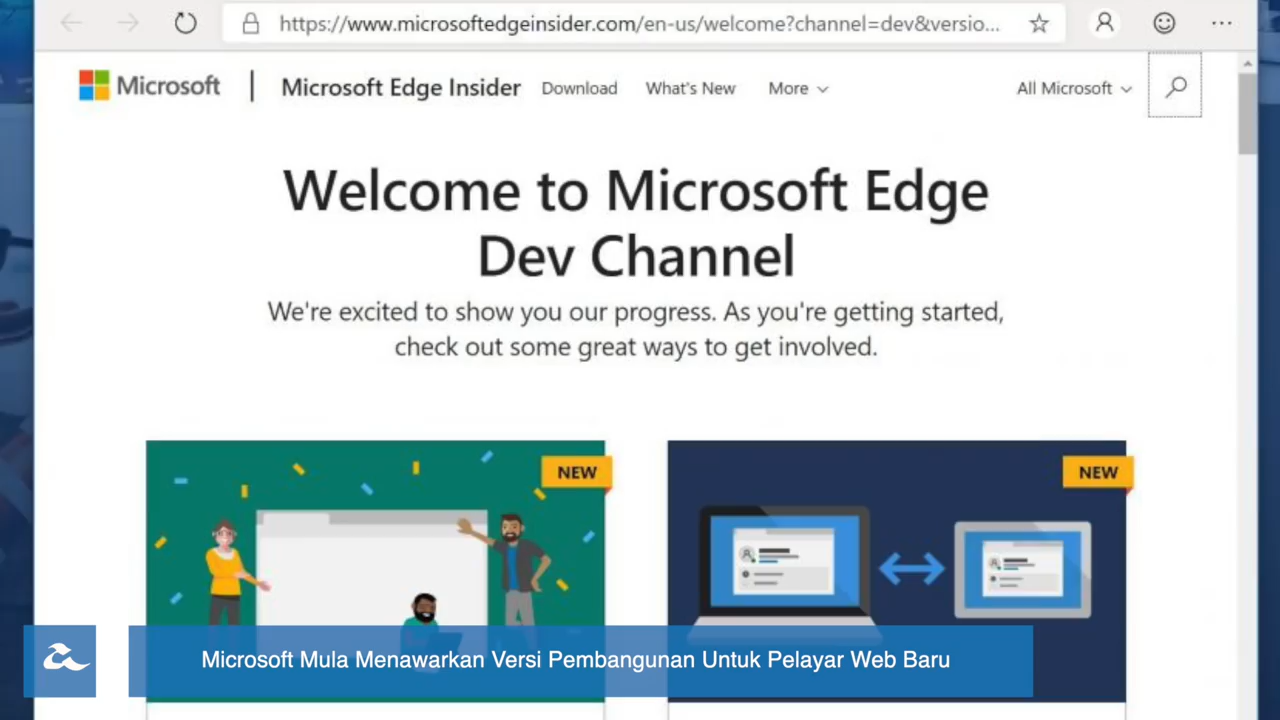 https://www.microsoftedgeinsider.com/en-us/welcome?channel=dev&versio...
Microsoft | Microsoft Edge Insider Download What's New More All Microsoft
Welcome to Microsoft Edge
Dev Channel
We're excited to show you our progress. As you're getting started,
check out some great ways to get involved.
NEW NEW
Microsoft Mula Menawarkan Versi Pembangunan Untuk Pelayar Web Baru